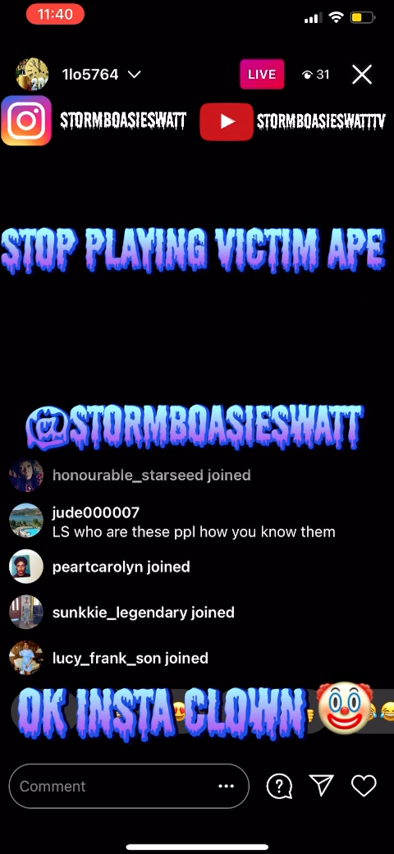 11:40
1lo5764
LIVE
31
STORMBOASIESWATT
STORMBOASIESWATTTV
STOP PLAYING VICTIM APE
@STORMBOASIESWATT
honourable_starseed joined
jude000007
LS who are these ppl how you know them
peartcarolyn joined
sunkkie_legendary joined
lucy_frank_son joined
OK INSTA CLOWN
Comment